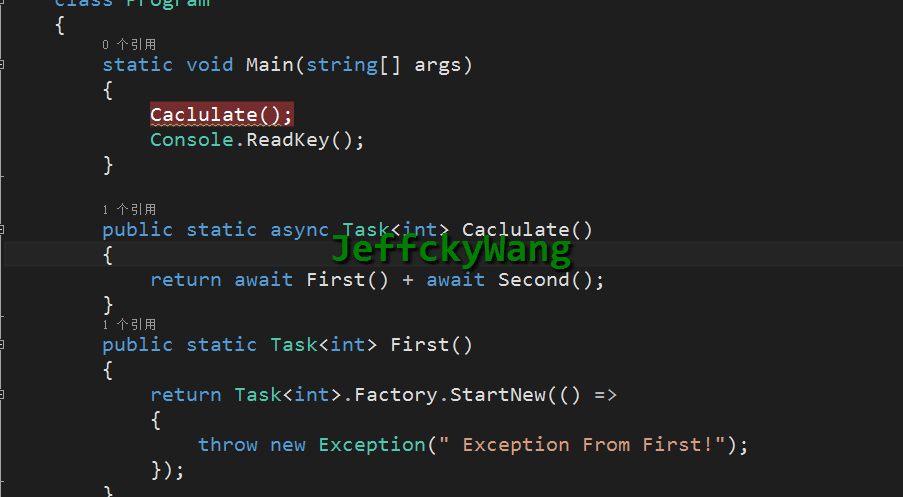 class Program
{
0 个引用
static void Main(string[] args)
{
Caclulate();
Console.ReadKey();
}
1 个引用
public static async Task<int> Caclulate()
JeffckyWang
{
return await First() + await Second();
}
1 个引用
public static Task<int> First()
{
return Task<int>.Factory.StartNew(() =>
{
throw new Exception(" Exception From First!");
});
}